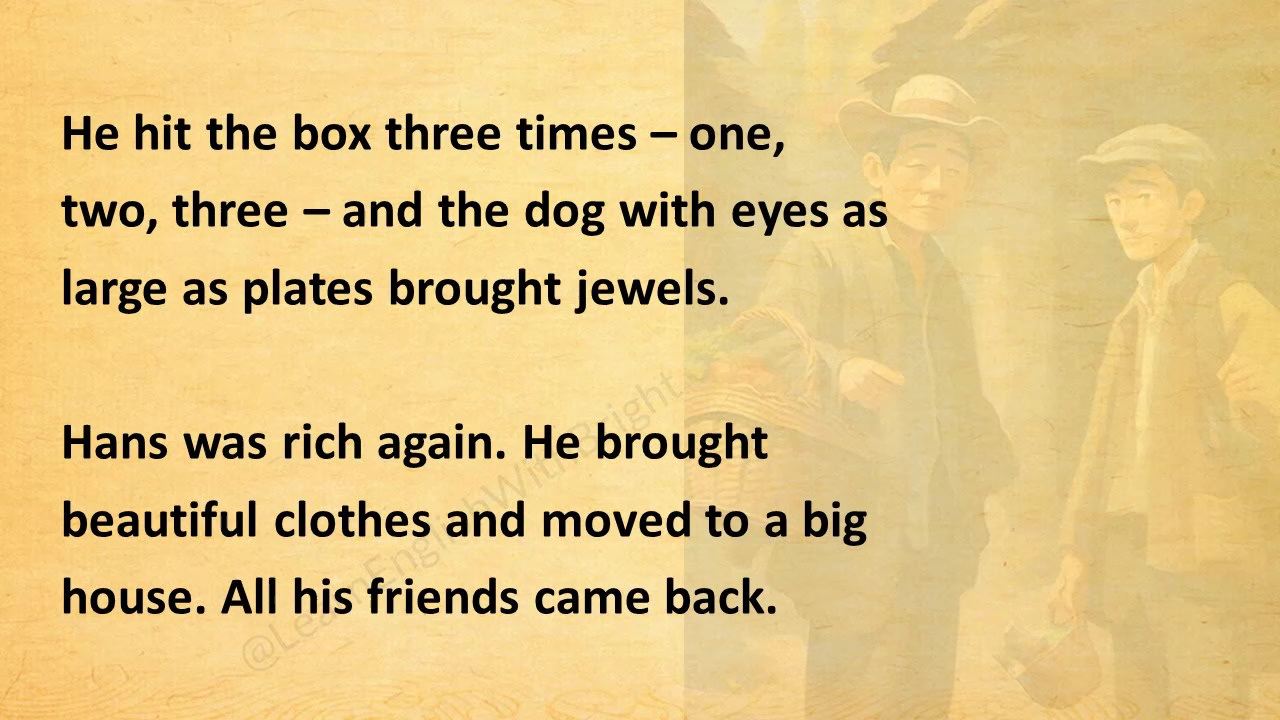 He hit the box three times – one,
two, three – and the dog with eyes as
large as plates brought jewels.
Hans was rich again. He brought
beautiful clothes and moved to a big
house. All his friends came back.